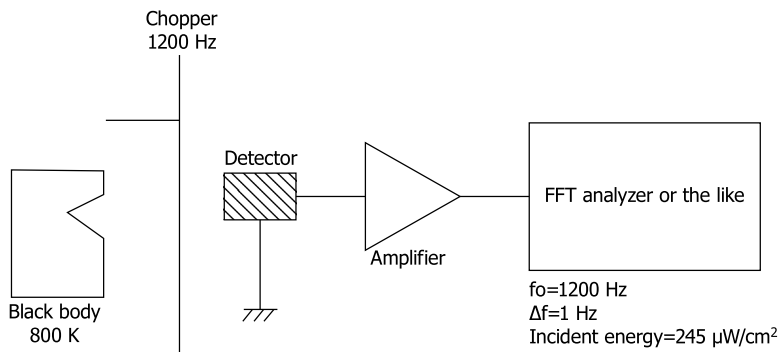 Chopper
1200 Hz
Detector
FFT analyzer or the like
Amplifier
Black body
800 K
fo=1200 Hz
Δf=1 Hz
Incident energy=245 μW/cm²